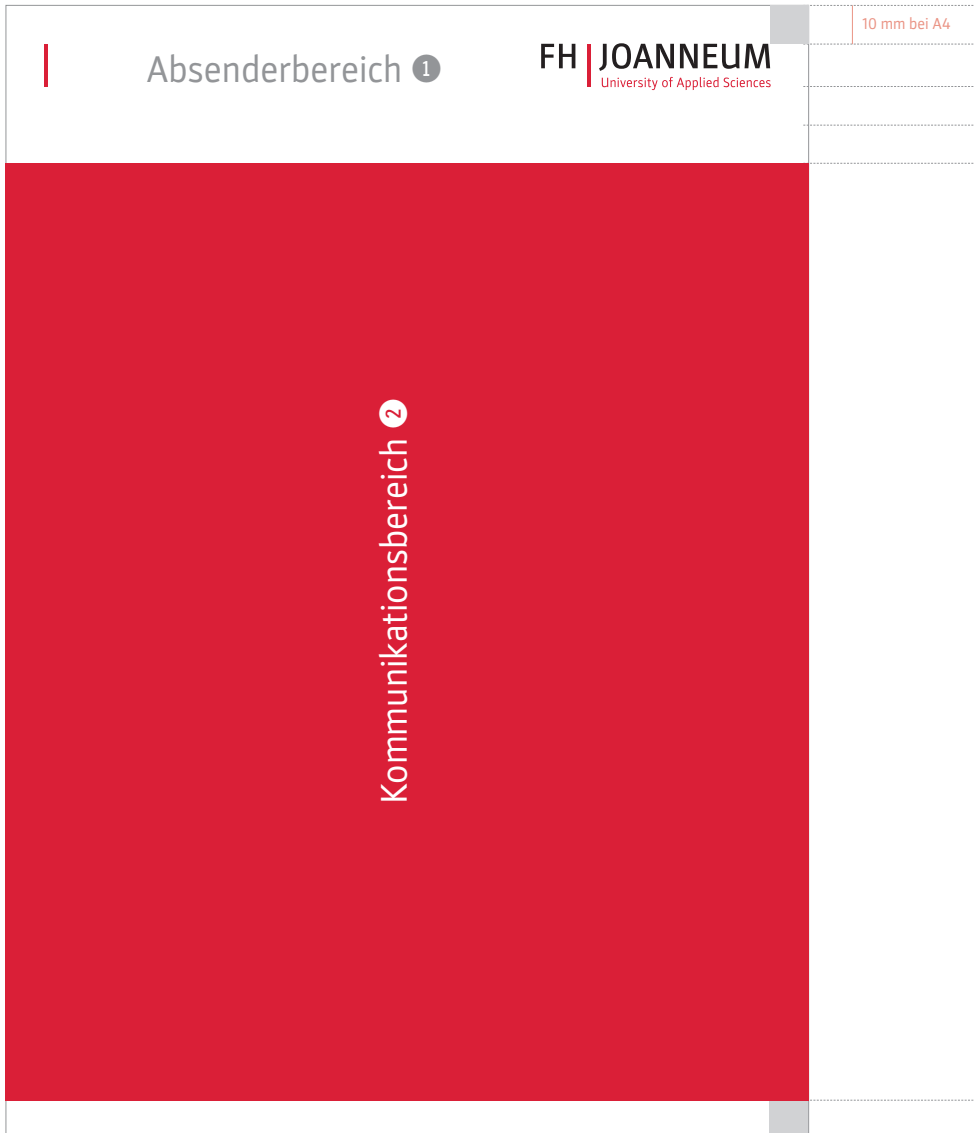 10 mm bei A4
Absenderbereich 1
FH JOANNEUM
University of Applied Sciences
Kommunikationsbereich 2